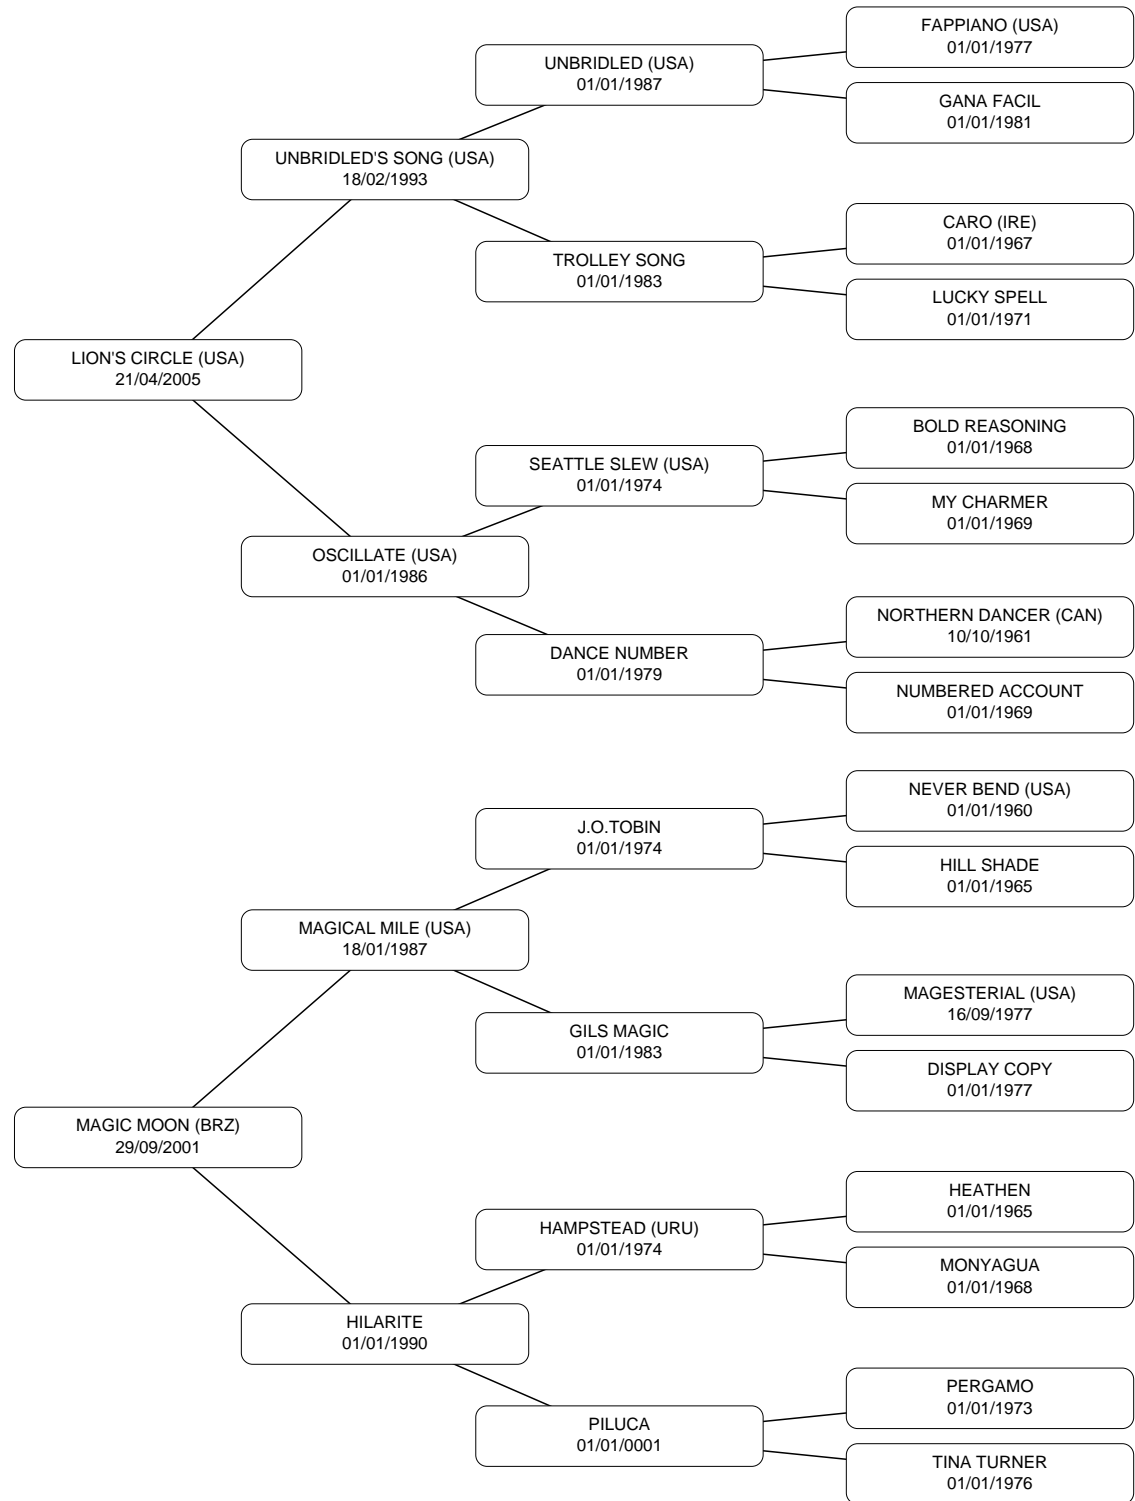 FAPPIANO (USA)
01/01/1977
UNBRIDLED (USA)
01/01/1987
GANA FACIL
01/01/1981
UNBRIDLED'S SONG (USA)
18/02/1993
CARO (IRE)
01/01/1967
TROLLEY SONG
01/01/1983
LUCKY SPELL
01/01/1971
LION'S CIRCLE (USA)
21/04/2005
BOLD REASONING
01/01/1968
SEATTLE SLEW (USA)
01/01/1974
MY CHARMER
01/01/1969
OSCILLATE (USA)
01/01/1986
NORTHERN DANCER (CAN)
10/10/1961
DANCE NUMBER
01/01/1979
NUMBERED ACCOUNT
01/01/1969
NEVER BEND (USA)
01/01/1960
J.O.TOBIN
01/01/1974
HILL SHADE
01/01/1965
MAGICAL MILE (USA)
18/01/1987
MAGESTERIAL (USA)
16/09/1977
GILS MAGIC
01/01/1983
DISPLAY COPY
01/01/1977
MAGIC MOON (BRZ)
29/09/2001
HEATHEN
01/01/1965
HAMPSTEAD (URU)
01/01/1974
MONYAGUA
01/01/1968
HILARITE
01/01/1990
PERGAMO
01/01/1973
PILUCA
01/01/0001
TINA TURNER
01/01/1976